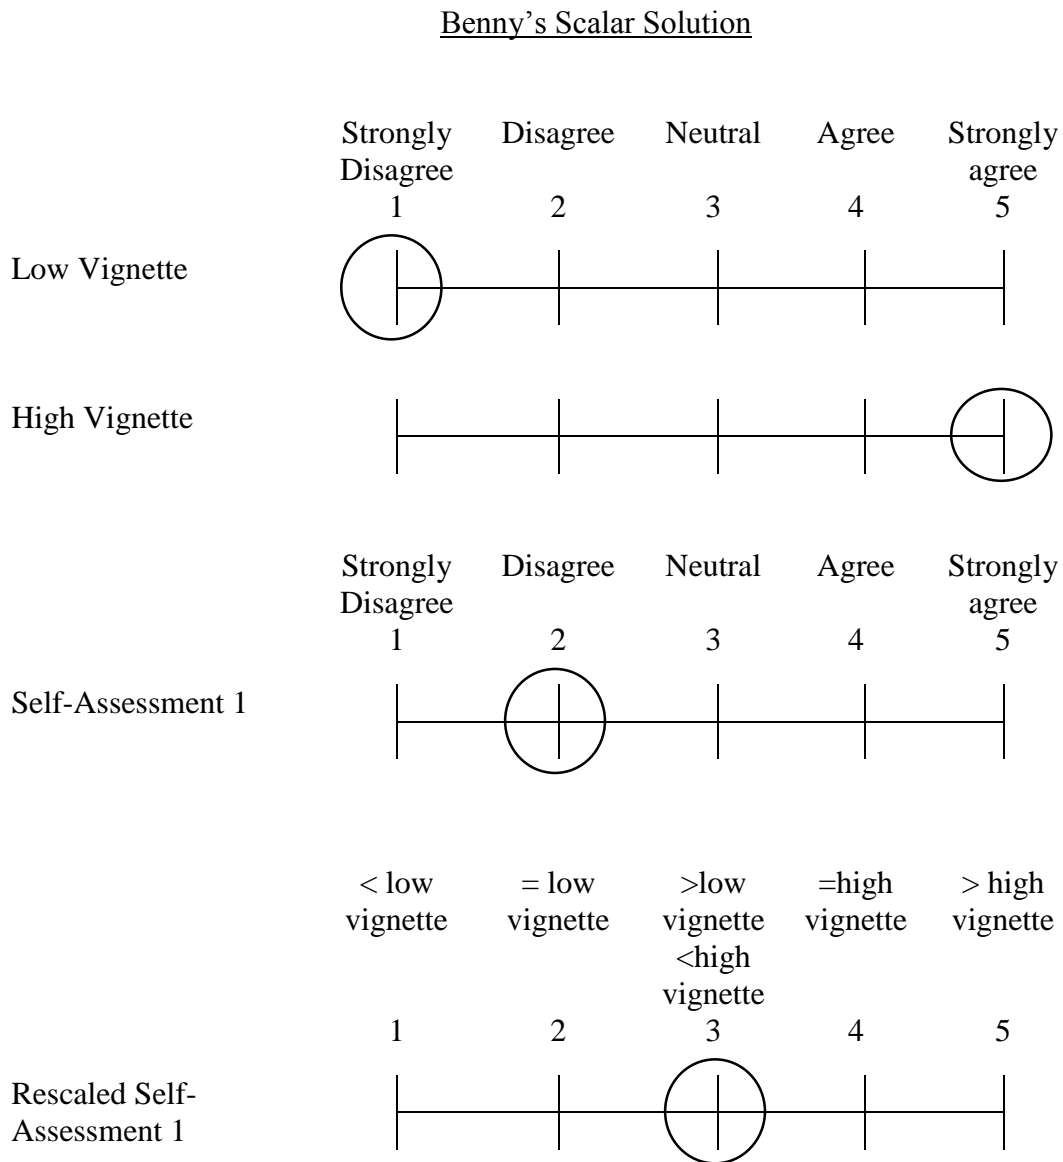 Benny's Scalar Solution
Strongly Disagree Neutral Agree Strongly
Disagree agree
1 2 3 4 5
Low Vignette
High Vignette
Strongly Disagree Neutral Agree Strongly
Disagree agree
1 2 3 4 5
Self-Assessment 1
< low = low >low =high > high
vignette vignette vignette vignette vignette
<high
vignette
1 2 3 4 5
Rescaled Self-
Assessment 1